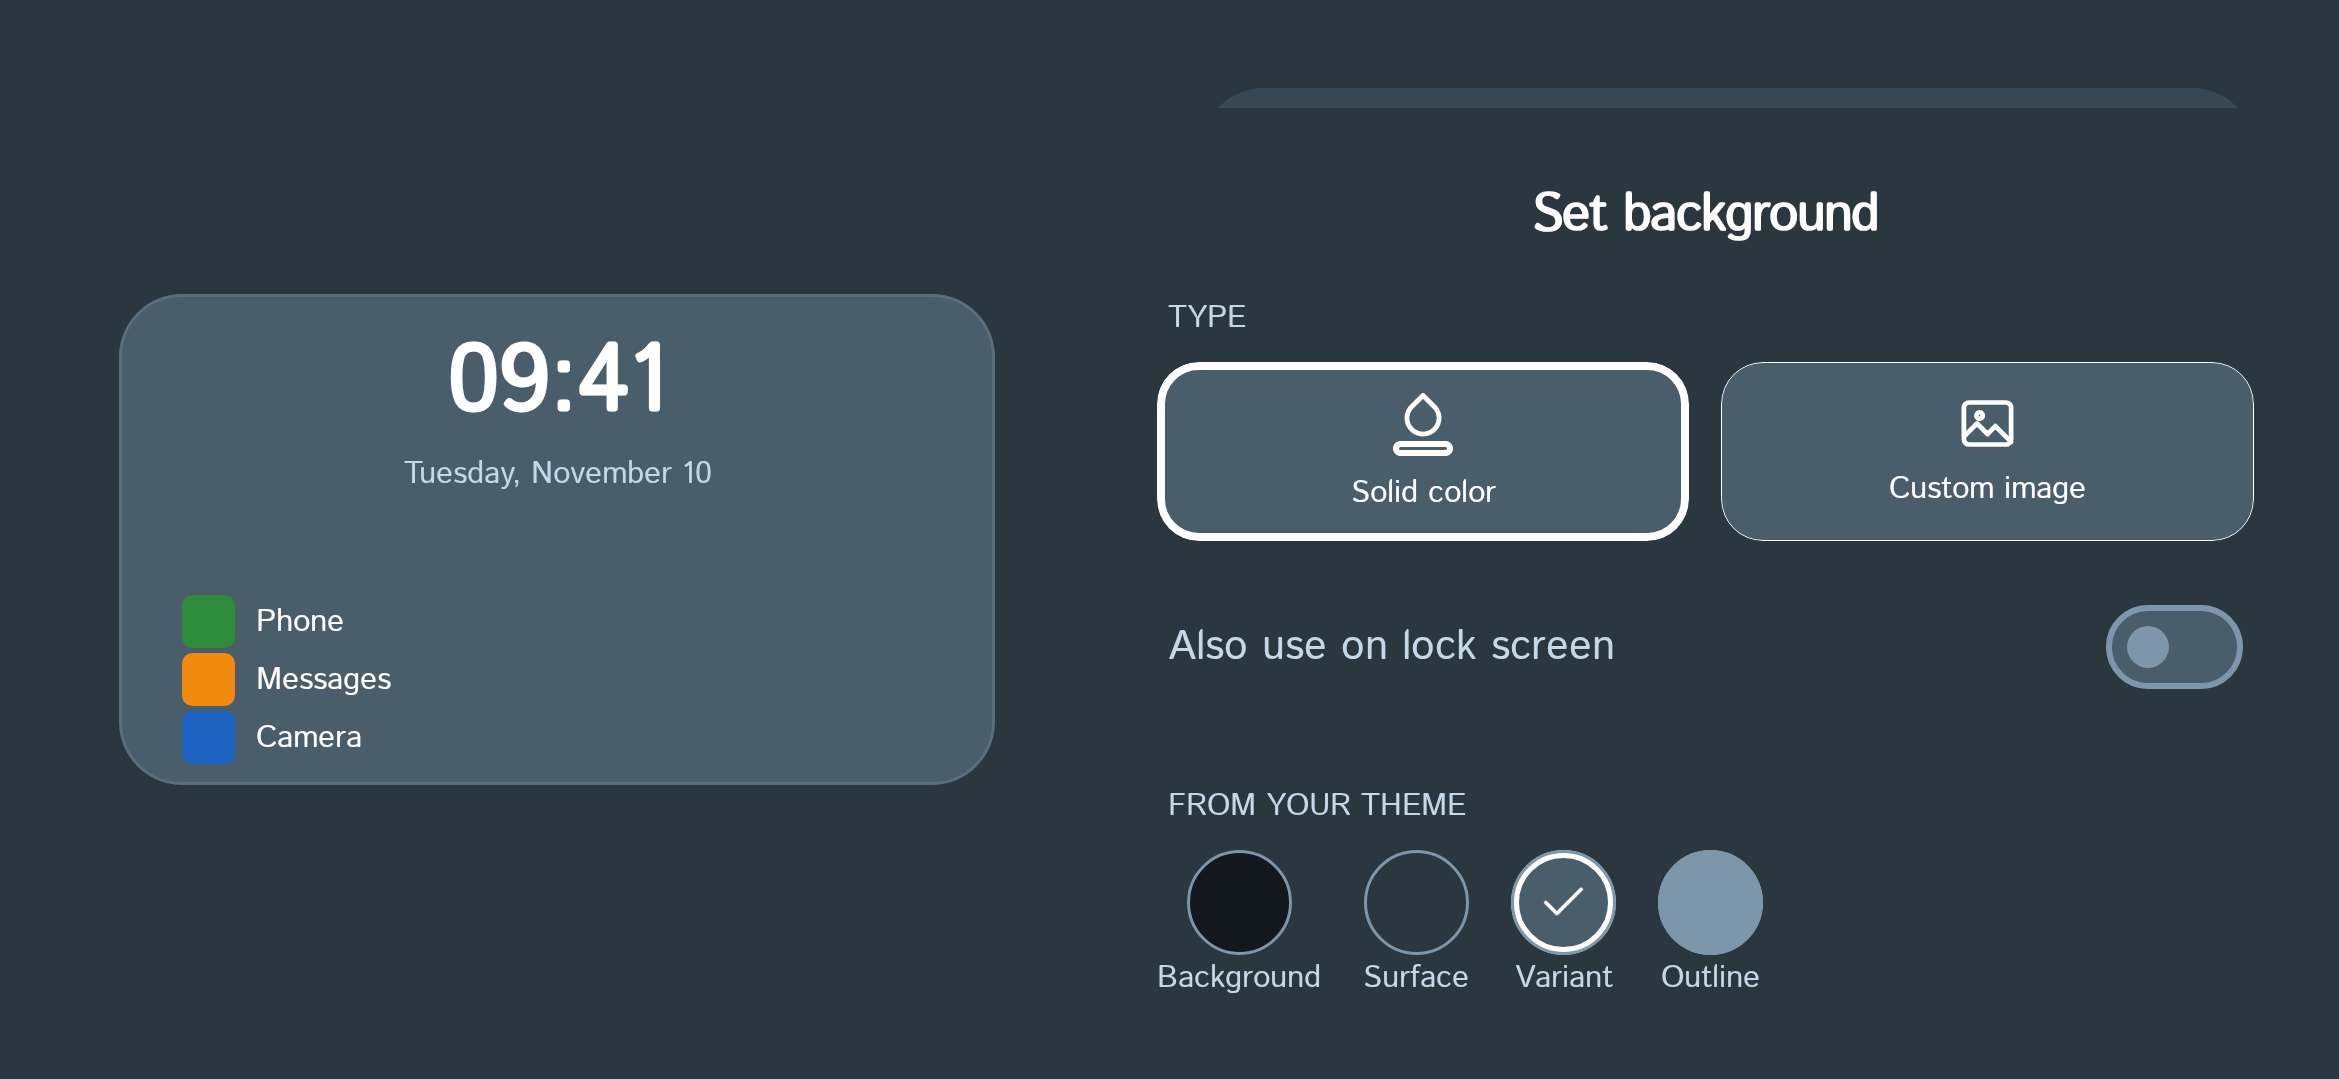 09:41
Tuesday, November 10
Phone
Messages
Camera
Set background
TYPE
Solid color
Custom image
Also use on lock screen
FROM YOUR THEME
Background
Surface
Variant
Outline